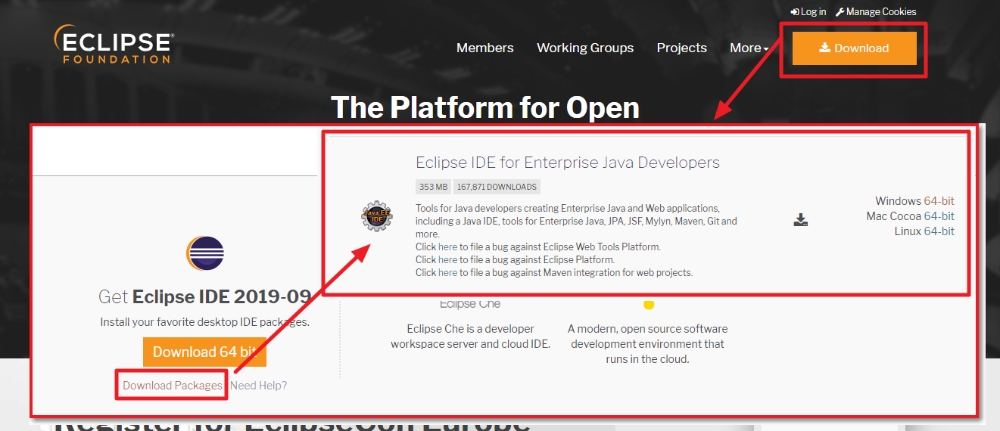 Log in Manage Cookies
ECLIPSE®
FOUNDATION
Members Working Groups Projects More Download
The Platform for Open
Eclipse IDE for Enterprise Java Developers
353 MB 167,871 DOWNLOADS
Java EE
IDE
Tools for Java developers creating Enterprise Java and Web applications,
including a Java IDE, tools for Enterprise Java, JPA, JSF, Mylyn, Maven, Git and
more.
Click here to file a bug against Eclipse Web Tools Platform.
Click here to file a bug against Eclipse Platform.
Click here to file a bug against Maven integration for web projects.
Windows 64-bit
Mac Cocoa 64-bit
Linux 64-bit
Get Eclipse IDE 2019-09
Install your favorite desktop IDE packages.
Download 64 bit
Download Packages Need Help?
Eclipse Che
Eclipse Che is a developer
workspace server and cloud IDE.
A modern, open source software
development environment that
runs in the cloud.
Register for EclipseCon Europe